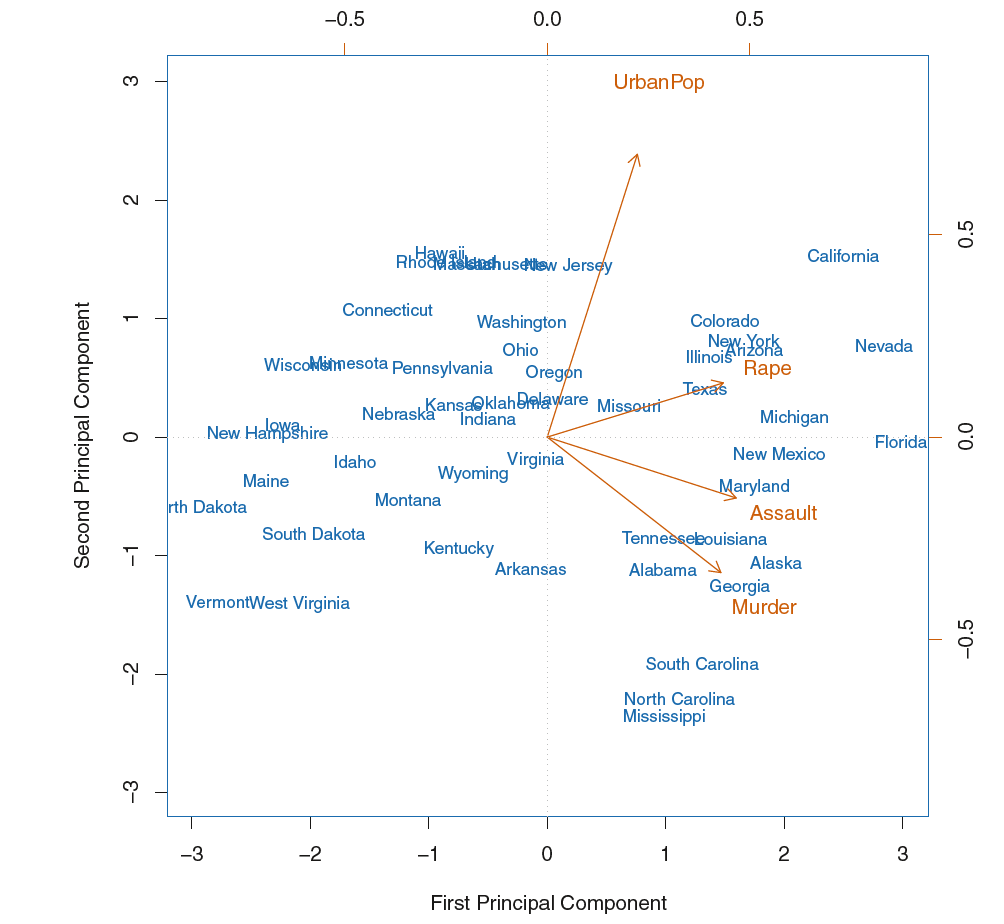 −0.5 0.0 0.5
UrbanPop
3
2
1
0
−1
−2
−3
Second Principal Component
0.5
0.0
−0.5
Hawaii
California
Rhode Island
Massachusetts
Utah
New Jersey
Connecticut
Washington
Colorado
New York
Nevada
Ohio
Arizona
Illinois
Wisconsin
Minnesota
Pennsylvania
Rape
Oregon
Texas
Delaware
Oklahoma
Kansas
Missouri
Nebraska
Indiana
Michigan
Iowa
New Hampshire
Florida
New Mexico
Virginia
Idaho
Wyoming
Maine
Maryland
Montana
rth Dakota
Assault
South Dakota
Tennessee
Louisiana
Kentucky
Alaska
Arkansas
Alabama
Georgia
Vermont
West Virginia
Murder
South Carolina
North Carolina
Mississippi
−3 −2 −1 0 1 2 3
First Principal Component